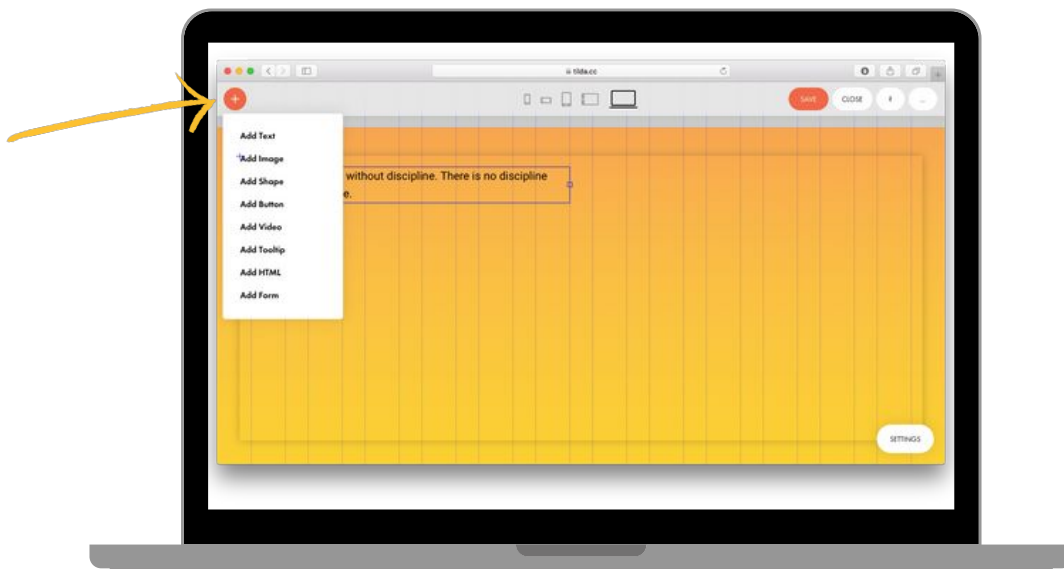 tilda.cc
SAVE
CLOSE
Add Text
Add Image
Add Shape
Add Button
Add Video
Add Tooltip
Add HTML
Add Form
without discipline. There is no discipline
e.
SETTINGS